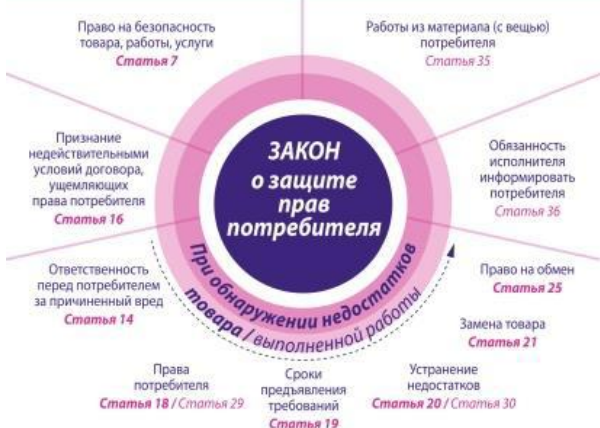 Право на безопасность
товара, работы, услуги
Статья 7
Работы из материала (с вещью)
потребителя
Статья 35
Признание
недействительными
условий договора,
ущемляющих
права потребителя
Статья 16
ЗАКОН
о защите
прав
потребителя
Обязанность
исполнителя
информировать
потребителя
Статья 36
Ответственность
перед потребителем
за причиненный вред
Статья 14
При обнаружении недостатков
товара / выполненной работы
Право на обмен
Статья 25
Замена товара
Статья 21
Права
потребителя
Статья 18 / Статья 29
Сроки
предъявления
требований
Статья 19
Устранение
недостатков
Статья 20 / Статья 30